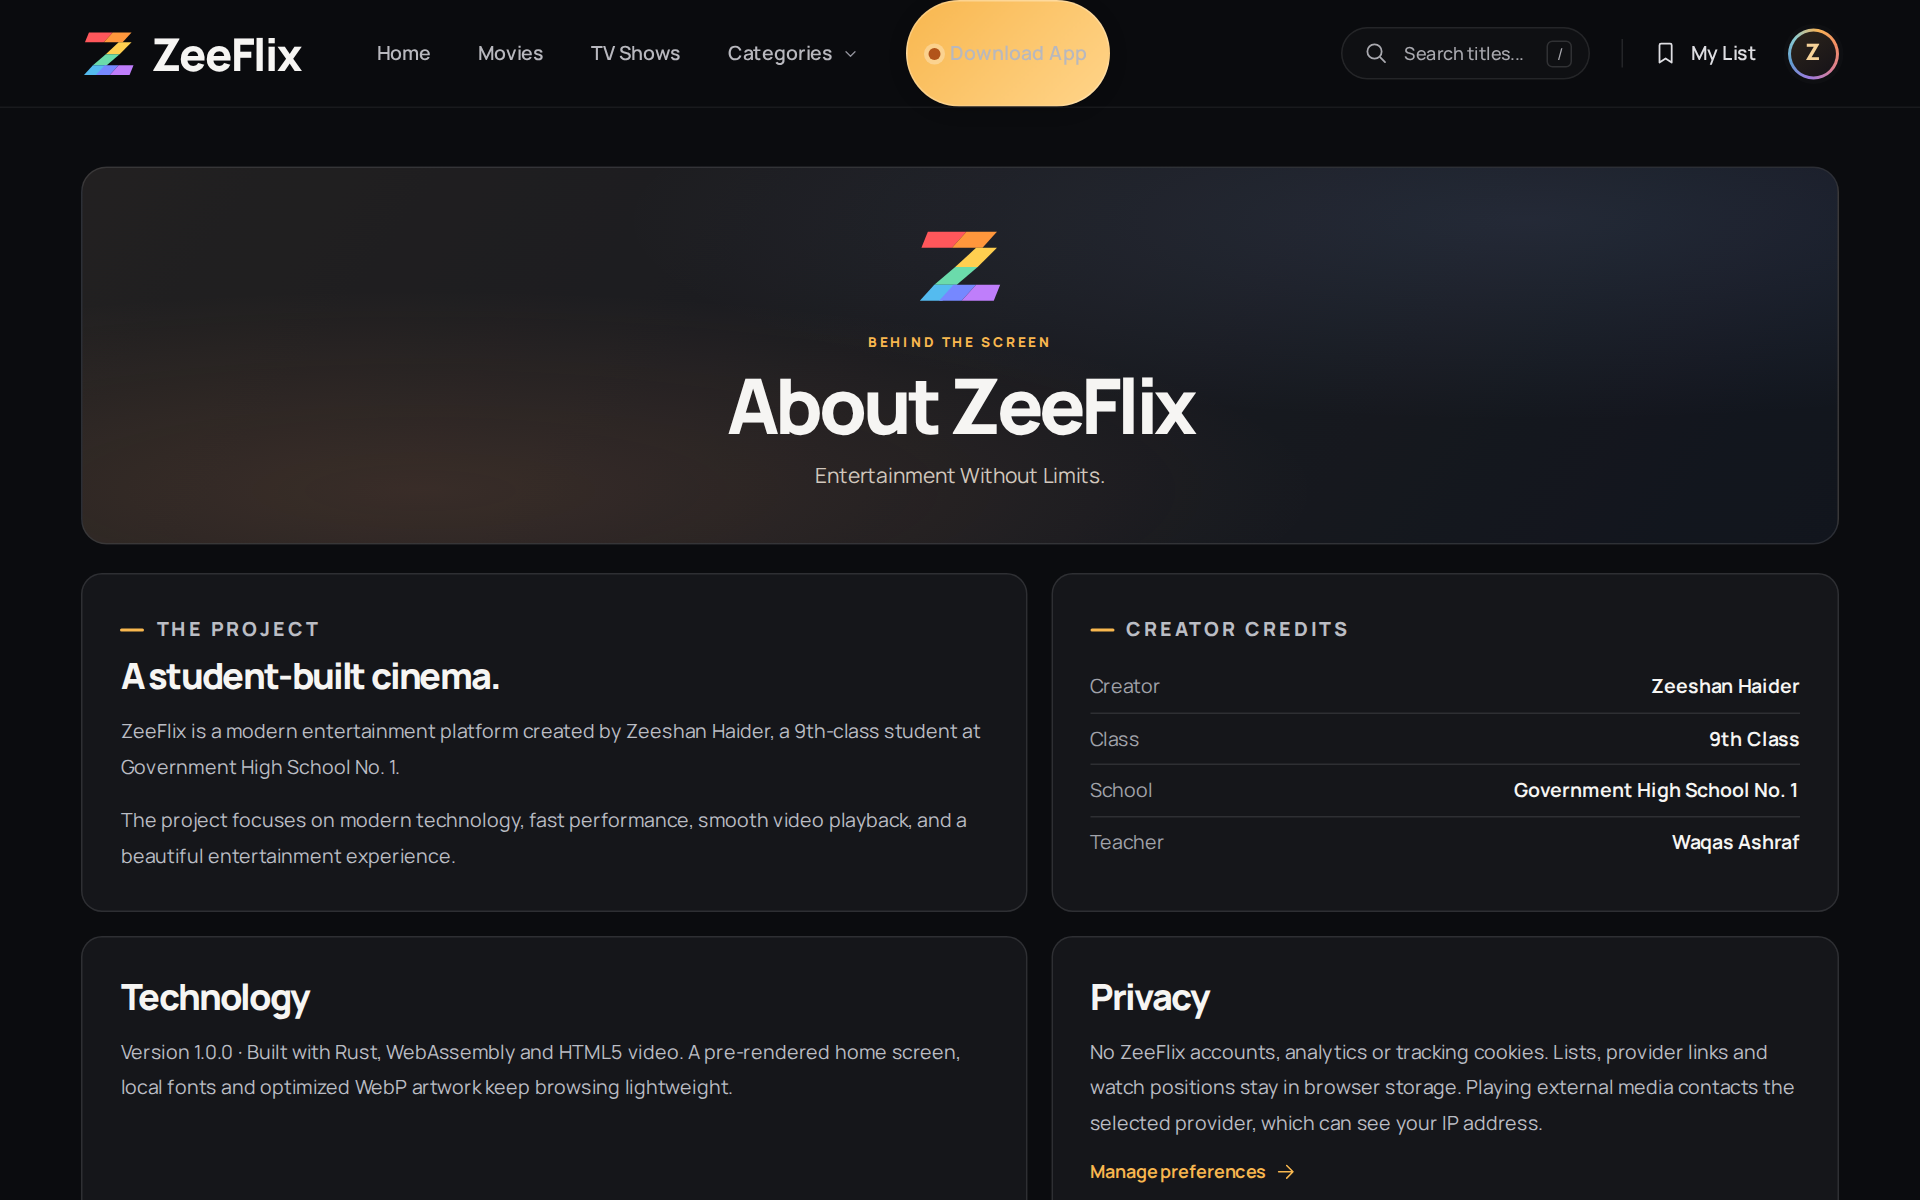 ZeeFlix
Home
Movies
TV Shows
Categories
Download App
Search titles...
/
My List
Z
BEHIND THE SCREEN
About ZeeFlix
Entertainment Without Limits.
THE PROJECT
A student-built cinema.
ZeeFlix is a modern entertainment platform created by Zeeshan Haider, a 9th-class student at
Government High School No. 1.
The project focuses on modern technology, fast performance, smooth video playback, and a
beautiful entertainment experience.
CREATOR CREDITS
Creator Zeeshan Haider
Class 9th Class
School Government High School No. 1
Teacher Waqas Ashraf
Technology
Version 1.0.0 · Built with Rust, WebAssembly and HTML5 video. A pre-rendered home screen,
local fonts and optimized WebP artwork keep browsing lightweight.
Privacy
No ZeeFlix accounts, analytics or tracking cookies. Lists, provider links and
watch positions stay in browser storage. Playing external media contacts the
selected provider, which can see your IP address.
Manage preferences